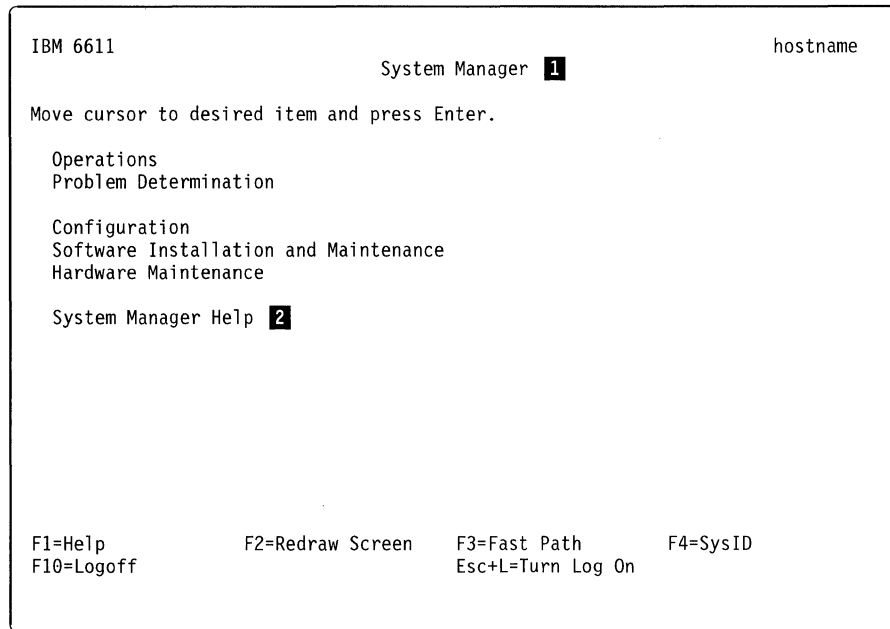 IBM 6611 hostname
System Manager 1
Move cursor to desired item and press Enter.
Operations
Problem Determination
Configuration
Software Installation and Maintenance
Hardware Maintenance
System Manager Help 2
F1=Help F2=Redraw Screen F3=Fast Path F4=SysID
F10=Logoff Esc+L=Turn Log On